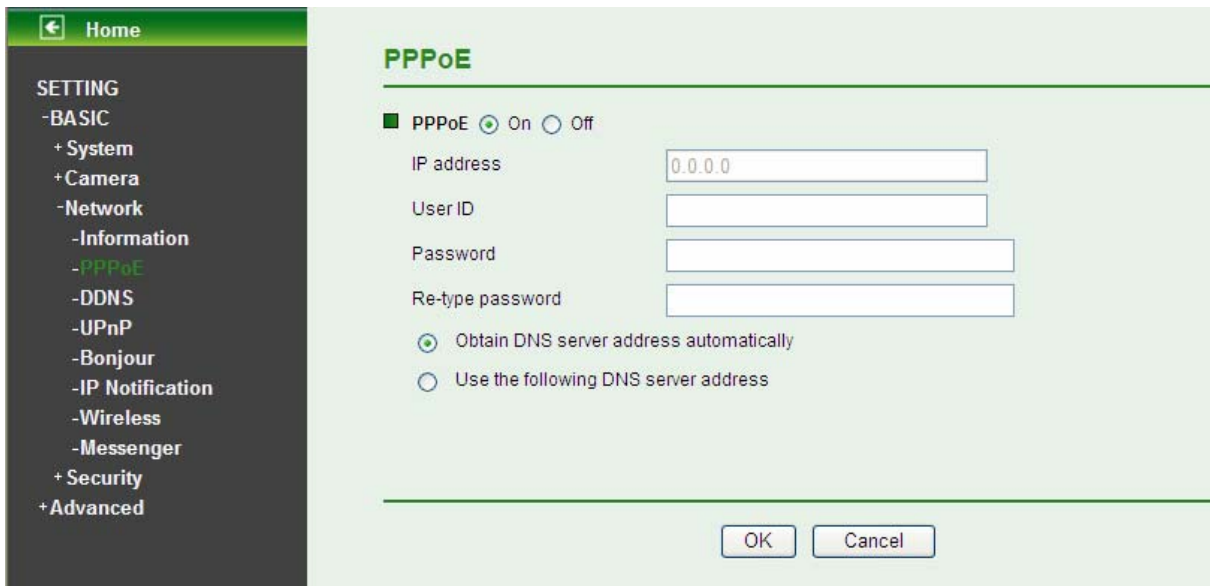 Home
SETTING
-BASIC
+ System
+Camera
-Network
-Information
-PPPoE
-DDNS
-UPnP
-Bonjour
-IP Notification
-Wireless
-Messenger
+ Security
+Advanced
PPPoE
PPPoE On Off
IP address 0.0.0.0
User ID
Password
Re-type password
Obtain DNS server address automatically
Use the following DNS server address
OK Cancel